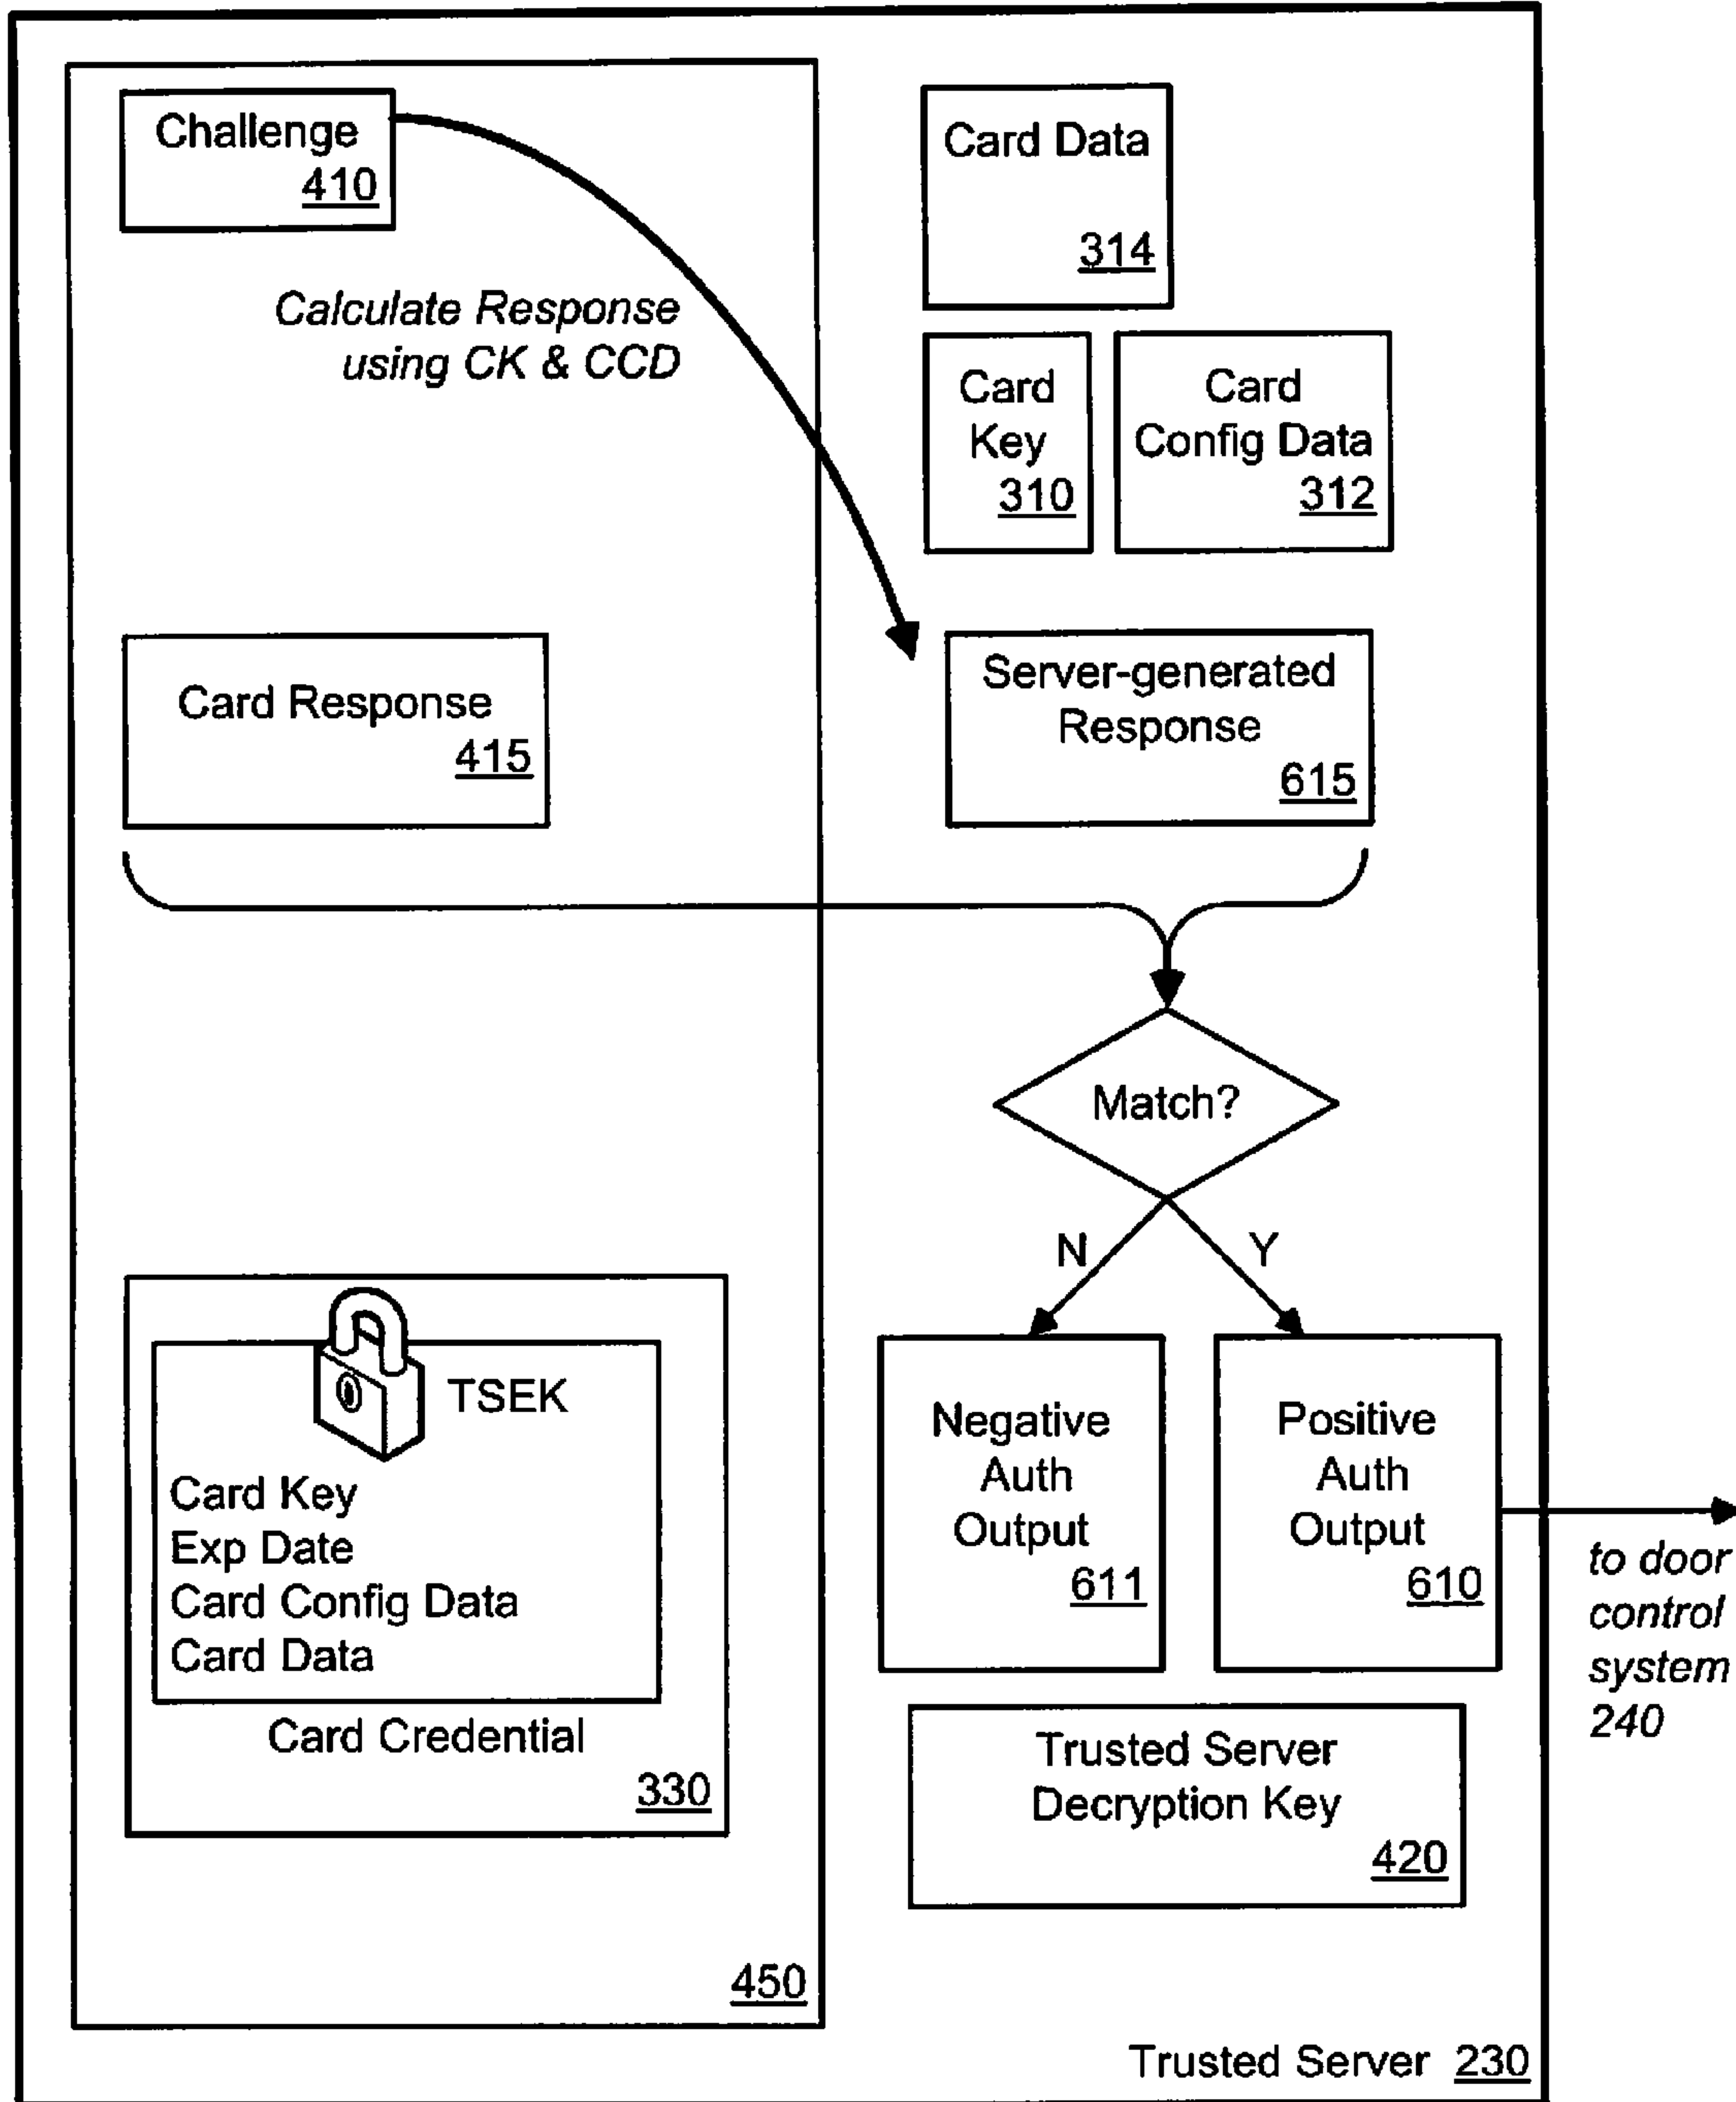 Challenge
410
Calculate Response
using CK & CCD
Card Data
314
Card
Key
310
Card
Config Data
312
Card Response
415
Server-generated
Response
615
Match?
N
Y
TSEK
Card Key
Exp Date
Card Config Data
Card Data
Card Credential
330
450
Negative
Auth
Output
611
Positive
Auth
Output
610
to door
control
system
240
Trusted Server
Decryption Key
420
Trusted Server 230